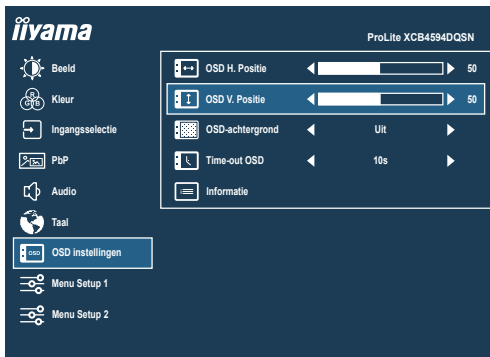 iiyama
ProLite XCB4594DQSN
Beeld
Kleur
Ingangsselectie
PbP
Audio
Taal
OSD
OSD instellingen
Menu Setup 1
Menu Setup 2
OSD H. Positie 50
OSD V. Positie 50
OSD-achtergrond Uit
Time-out OSD 10s
Informatie
R
G B